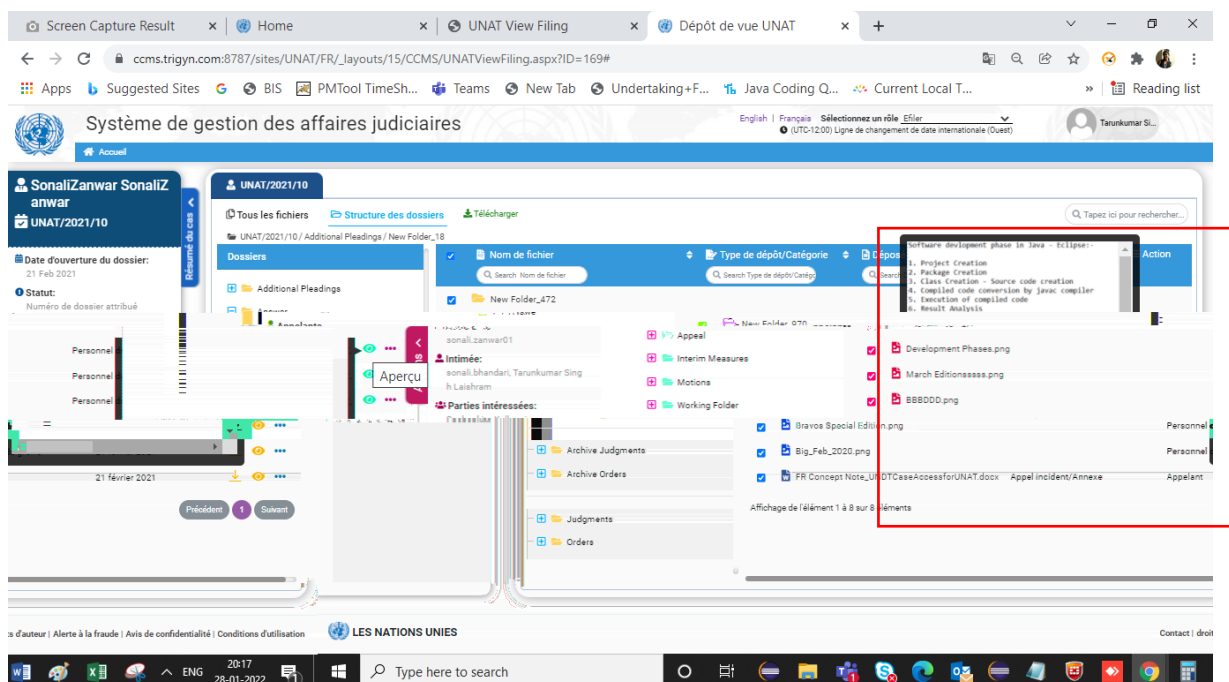 Screen Capture Result
Home
UNAT View Filing
Dépôt de vue UNAT
ccms.trigyn.com:8787/sites/UNAT/FR/_layouts/15/CCMS/UNATViewFiling.aspx?ID=169#
Apps Suggested Sites BIS PMTool TimeSh... Teams New Tab Undertaking+F... Java Coding Q... Current Local T... » Reading list
Système de gestion des affaires judiciaires
English | Français Sélectionnez un rôle Efiler
(UTC-12:00) Ligne de changement de date internationale (Ouest)
Tarunkumar Si...
Accueil
SonaliZanwar SonaliZ
anwar
UNAT/2021/10
Date d'ouverture du dossier:
21 Feb 2021
Statut:
Numéro de dossier attribué
Résumé du cas
UNAT/2021/10
Tous les fichiers Structure des dossiers Télécharger
Tapez ici pour rechercher...
UNAT/2021/10 / Additional Pleadings / New Folder_18
Dossiers
Additional Pleadings
Nom de fichier
Type de dépôt/Catégorie
Action
Search Nom de fichier
Search Type de dépôt/Catég
New Folder_472
Software devlopment phase in Java - Eclipse:-
1. Project Creation
2. Package Creation
3. Class Creation - Source code creation
4. Compiled code conversion by javac compiler
5. Execution of compiled code
6. Result Analysis
Personnel
Personnel
Personnel
Aperçu
sonali.zanwar01
Intimée:
sonali.bhandari, Tarunkumar Sing
h Laishram
Parties intéressées:
Appeal
Interim Measures
Motions
Working Folder
Development Phases.png
March Editionsssss.png
BBBDDD.png
Bravos Special Edition.png Personnel
Big_Feb_2020.png Personnel
FR Concept Note_UNDTCaseAccessforUNAT.docx Appel incident/Annexe Appelant
21 février 2021
Précédent 1 Suivant
Archive Judgments
Archive Orders
Judgments
Orders
Affichage de l'élément 1 à 8 sur 8 éléments
d'auteur | Alerte à la fraude | Avis de confidentialité | Conditions d'utilisation
LES NATIONS UNIES
Contact | droit
ENG
20:17
28-01-2022
Type here to search